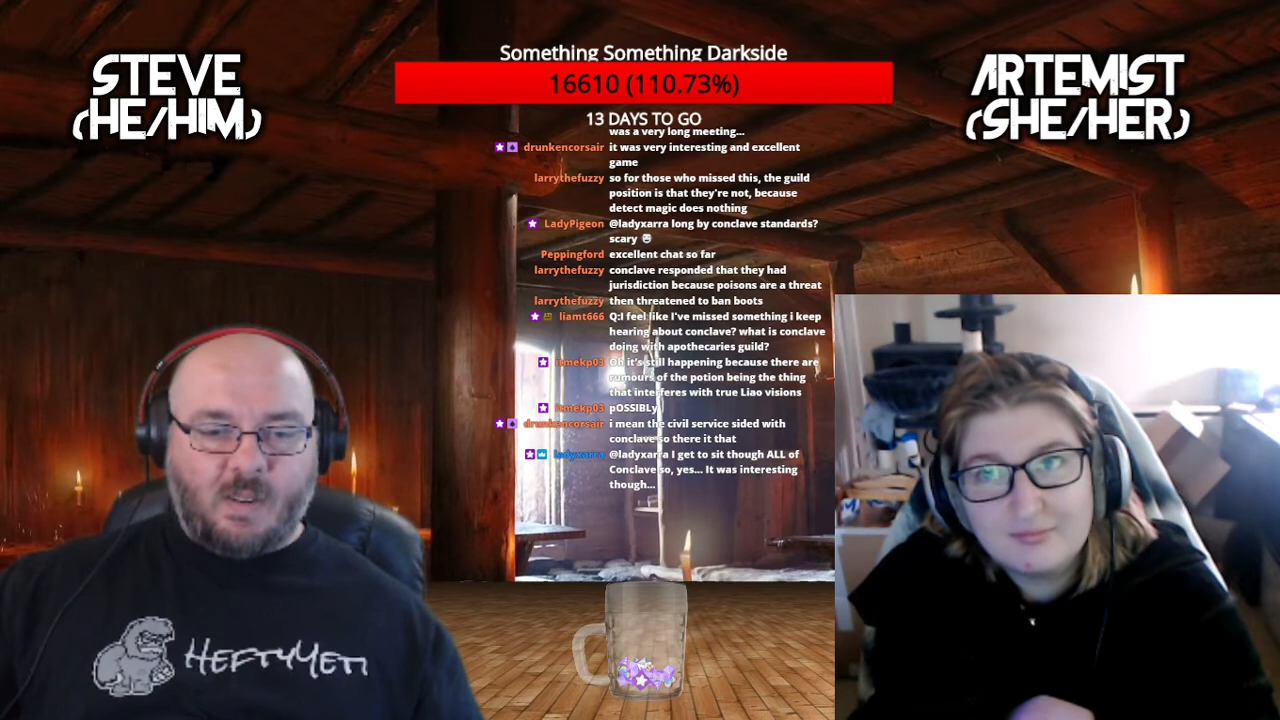 STEVE
(HE/HIM)
Something Something Darkside
16610 (110.73%)
13 DAYS TO GO
ARTEMIST
(SHE/HER)
was a very long meeting...
drunkencorsair it was very interesting and excellent
game
larrythefuzzy so for those who missed this, the guild
position is that they're not, because
detect magic does nothing
LadyPigeon @ladyxarra long by conclave standards?
scary
Peppingford excellent chat so far
larrythefuzzy conclave responded that they had
jurisdiction because poisons are a threat
larrythefuzzy then threatened to ban boots
liamt666 Q:I feel like I've missed something i keep
hearing about conclave? what is conclave
doing with apothecaries guild?
itmekp03 Oh it's still happening because there are
rumours of the potion being the thing
that interferes with true Liao visions
itmekp03 pOSSIBLy
drunkencorsair i mean the civil service sided with
conclave so there it that
ladyxarra @ladyxarra I get to sit though ALL of
Conclave so, yes... It was interesting
though...
HEFTYYETI